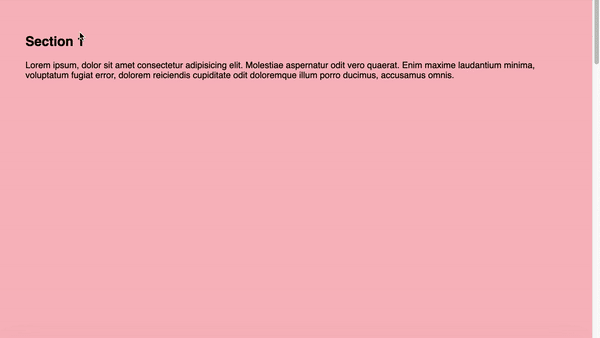 Section 1
Lorem ipsum, dolor sit amet consectetur adipisicing elit. Molestiae aspernatur odit vero quaerat. Enim maxime laudantium minima,
voluptatum fugiat error, dolorem reiciendis cupiditate odit doloremque illum porro ducimus, accusamus omnis.